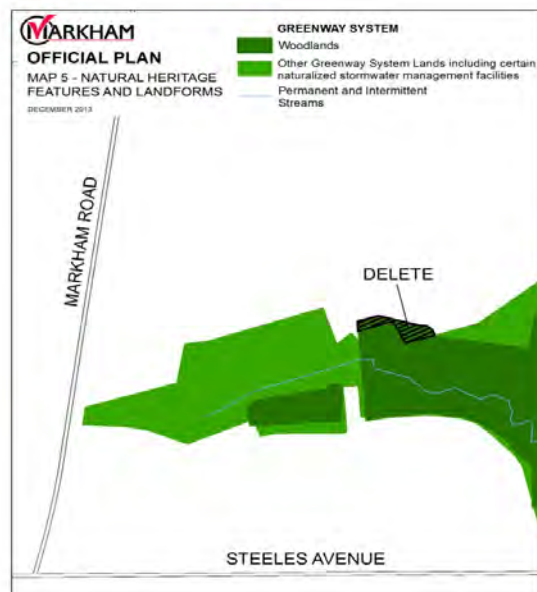 MARKHAM
OFFICIAL PLAN
MAP 5 - NATURAL HERITAGE
FEATURES AND LANDFORMS
DECEMBER 2013
GREENWAY SYSTEM
Woodlands
Other Greenway System Lands including certain
naturalized stormwater management facilities
Permanent and Intermittent
Streams
MARKHAM ROAD
DELETE
STEELES AVENUE